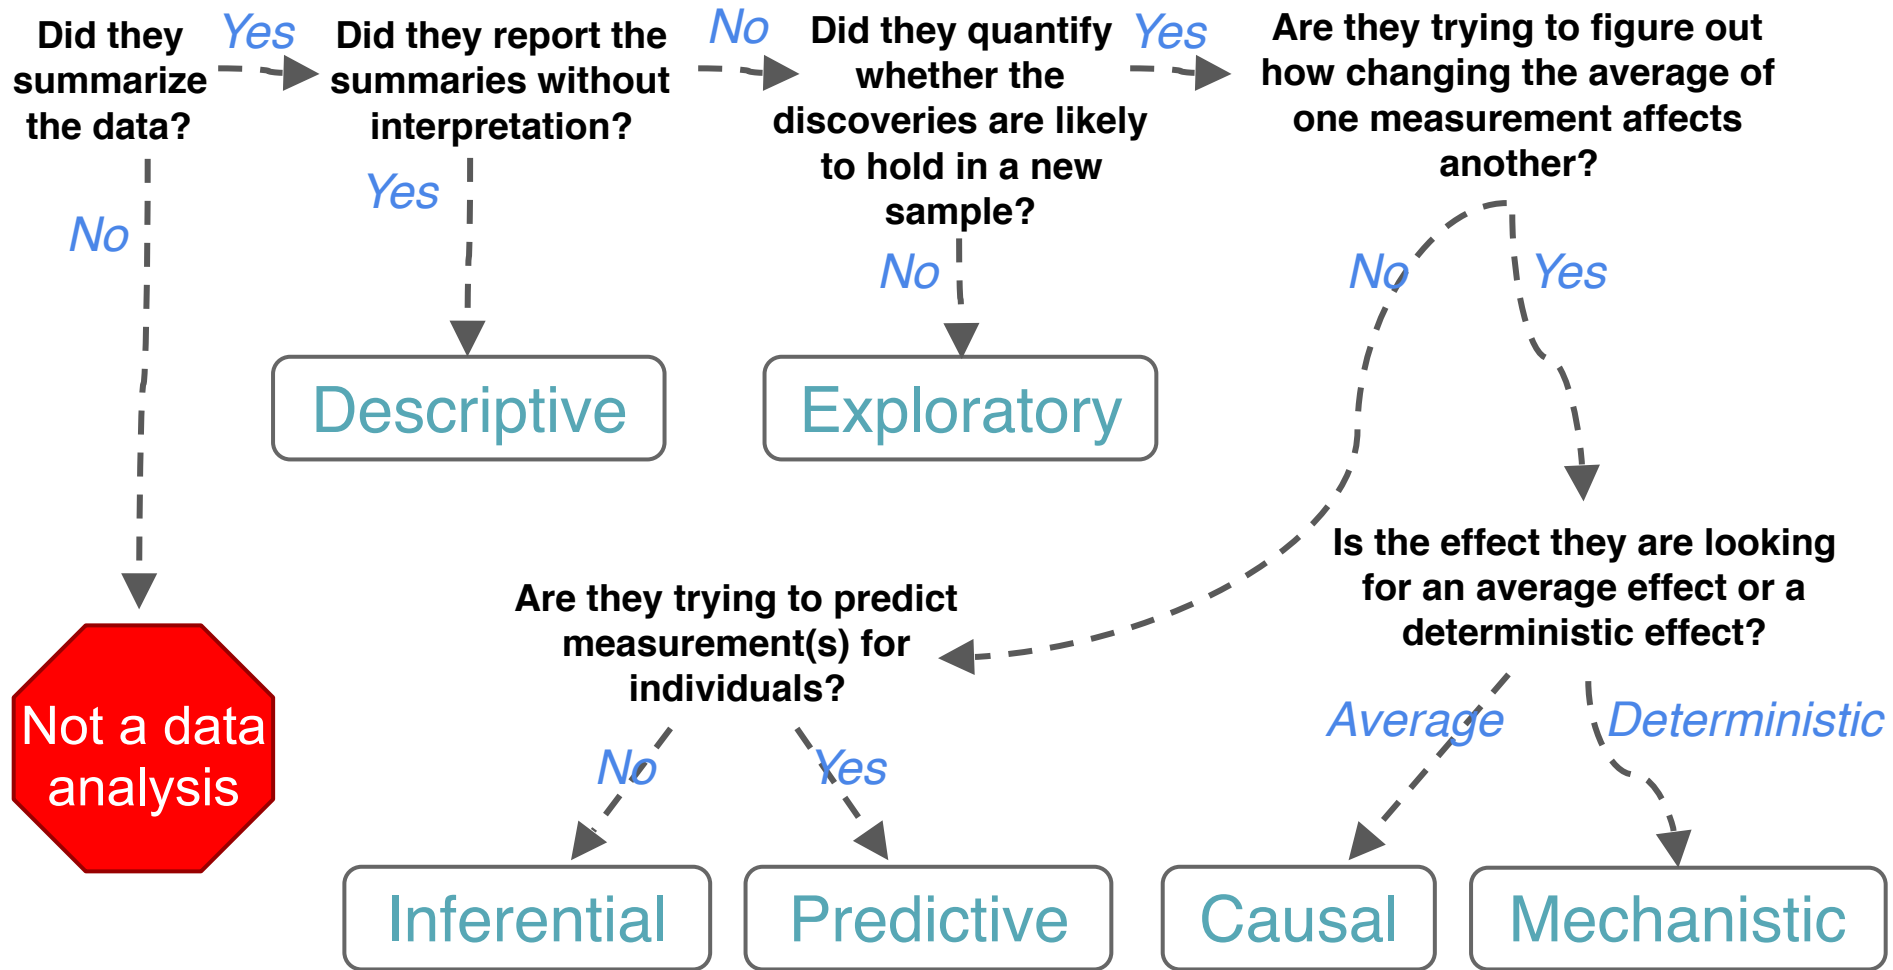 Did they
summarize
the data?
Yes
Did they report the
summaries without
interpretation?
No
Did they quantify
whether the
discoveries are likely
to hold in a new
sample?
Yes
Are they trying to figure out
how changing the average of
one measurement affects
another?
No
Yes
No
No
Yes
Descriptive
Exploratory
Is the effect they are looking
for an average effect or a
deterministic effect?
Are they trying to predict
measurement(s) for
individuals?
Not a data
analysis
No
Yes
Average
Deterministic
Inferential
Predictive
Causal
Mechanistic